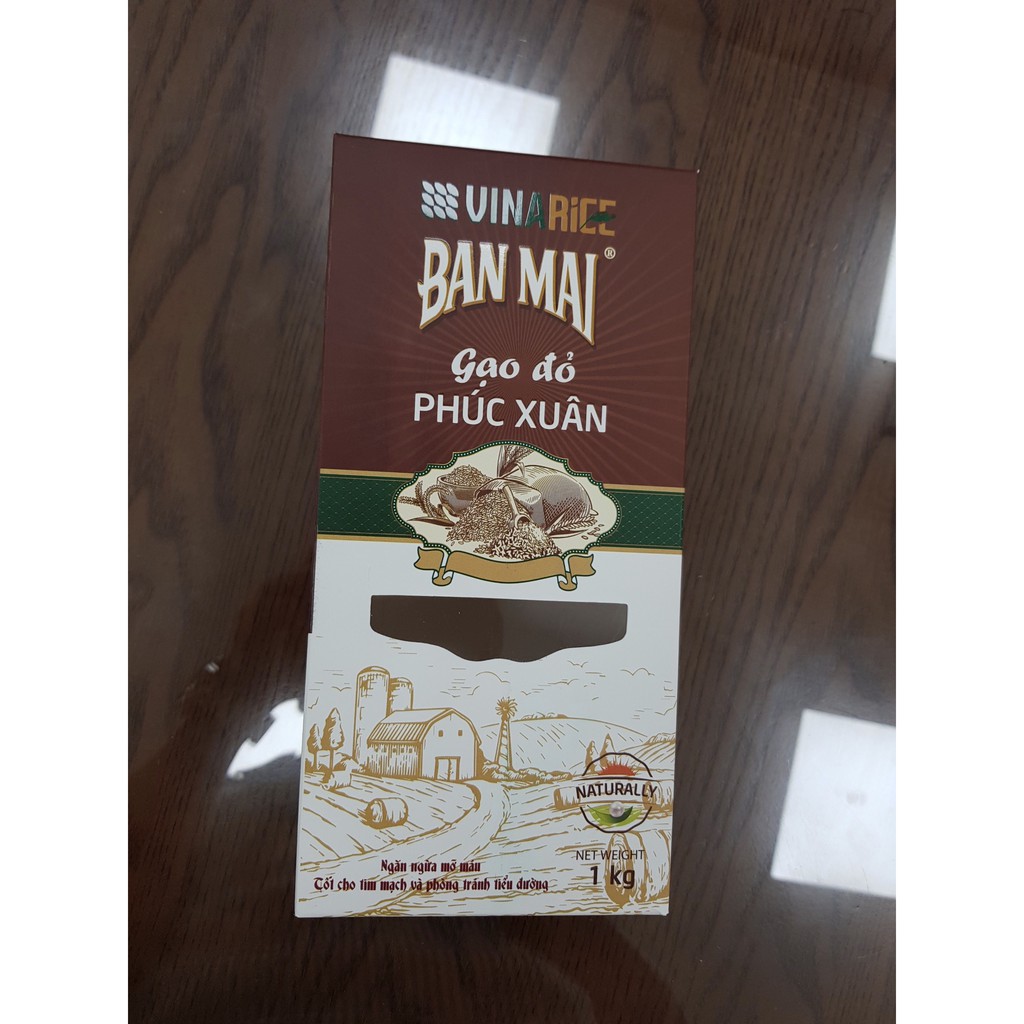 VINARICE
BAN MAI®
Gạo đỏ
PHÚC XUÂN
NATURALLY
NET WEIGHT
1 kg
Ngăn ngừa mỡ máu
Tốt cho tim mạch và phòng tránh tiểu đường